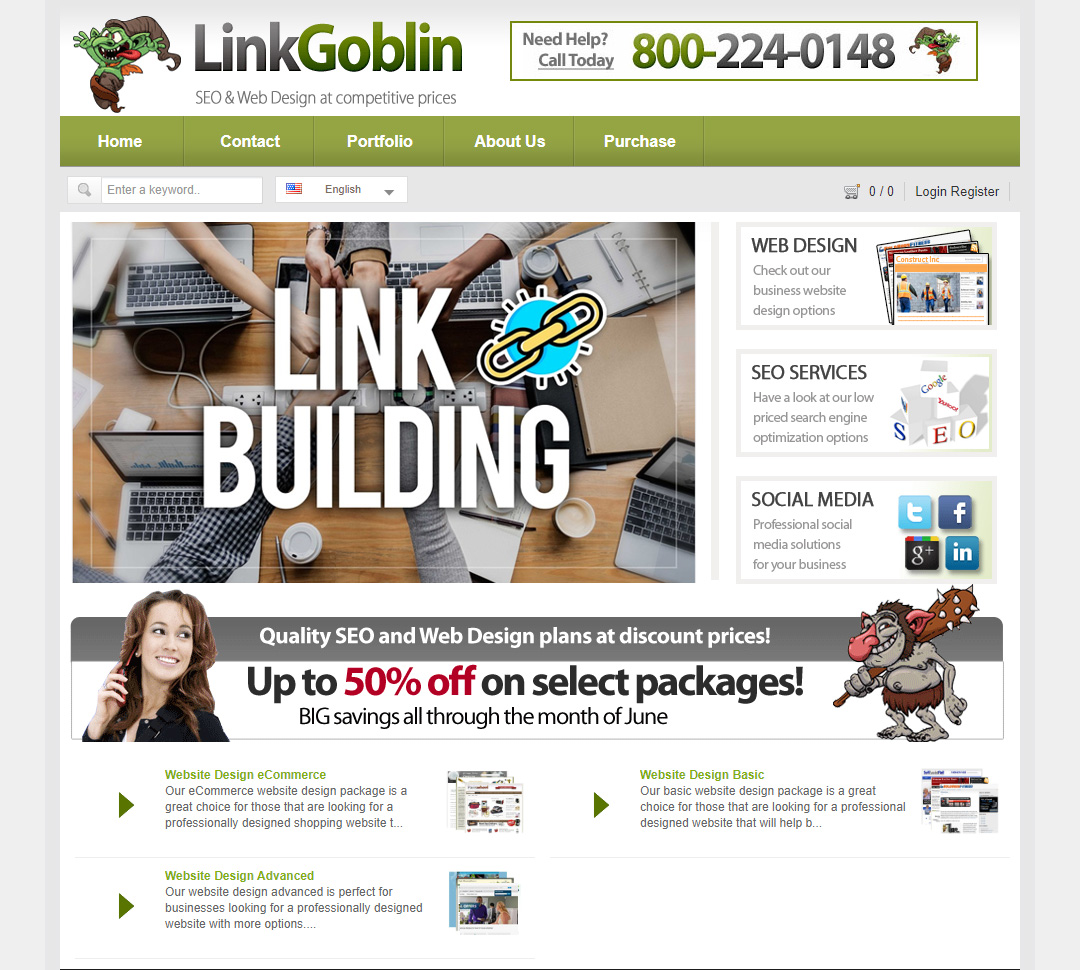 LinkGoblin
SEO & Web Design at competitive prices
Need Help?
Call Today
800-224-0148
Home
Contact
Portfolio
About Us
Purchase
Enter a keyword..
English
0 / 0
Login Register
LINK
BUILDING
WEB DESIGN
Check out our
business website
design options
Construct Inc
SEO SERVICES
Have a look at our low
priced search engine
optimization options
Google
YAHOO!
S E O
SOCIAL MEDIA
Professional social
media solutions
for your business
t
f
g+
in
Quality SEO and Web Design plans at discount prices!
Up to 50% off on select packages!
BIG savings all through the month of June
Website Design eCommerce
Our eCommerce website design package is a
great choice for those that are looking for a
professionally designed shopping website t...
Website Design Basic
Our basic website design package is a great
choice for those that are looking for a professional
designed website that will help b...
Website Design Advanced
Our website design advanced is perfect for
businesses looking for a professionally designed
website with more options....